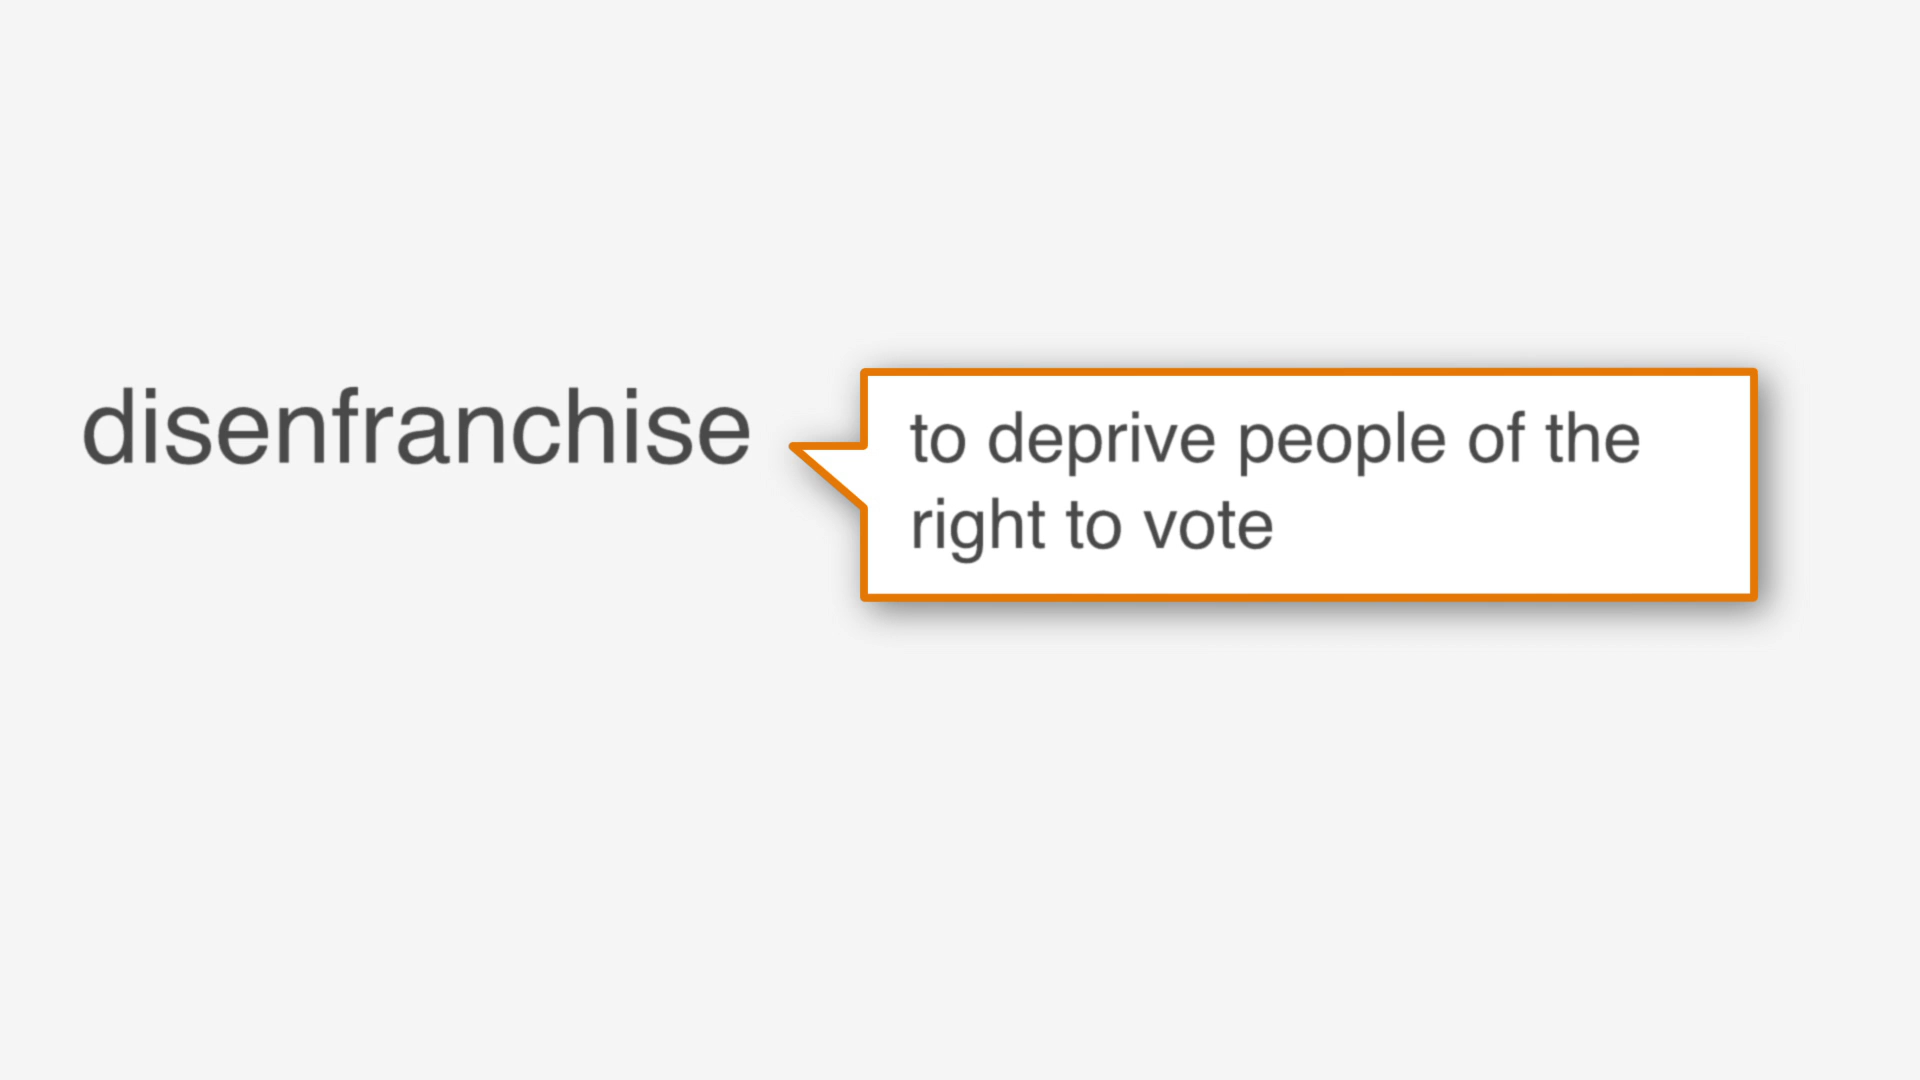 disenfranchise
to deprive people of the
right to vote